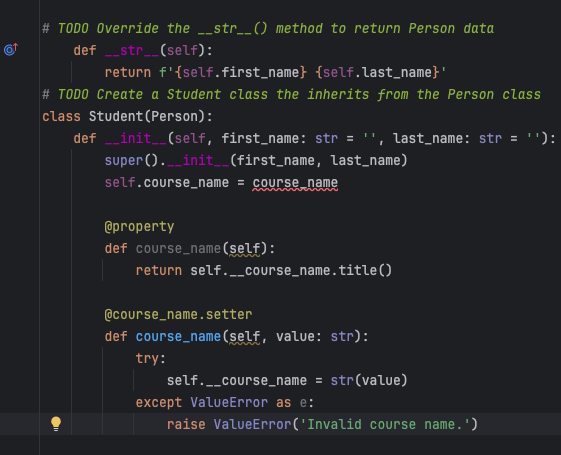 # TODO Override the __str__() method to return Person data
    def __str__(self):
        return f'{self.first_name} {self.last_name}'
# TODO Create a Student class the inherits from the Person class
class Student(Person):
    def __init__(self, first_name: str = '', last_name: str = ''):
        super().__init__(first_name, last_name)
        self.course_name = course_name

        @property
        def course_name(self):
            return self.__course_name.title()

        @course_name.setter
        def course_name(self, value: str):
            try:
                self.__course_name = str(value)
            except ValueError as e:
                raise ValueError('Invalid course name.')